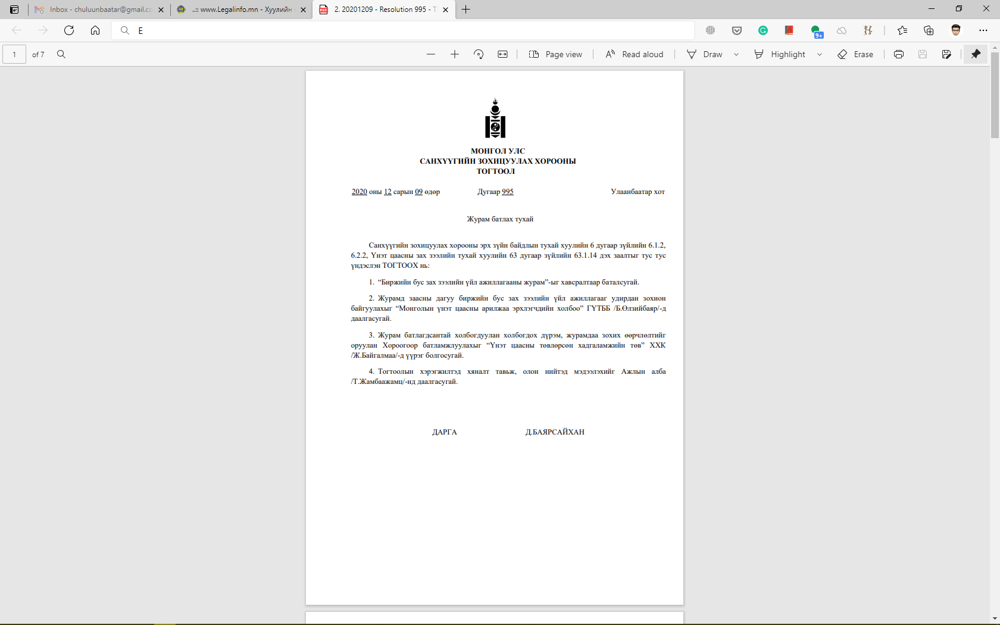 Inbox - chuluunbaatar@gmail.co
..:: www.Legalinfo.mn - Хуулийн
2. 20201209 - Resolution 995 - T
E
9+
1 of 7
Page view
Read aloud
Draw
Highlight
Erase
МОНГОЛ УЛС
САНХҮҮГИЙН ЗОХИЦУУЛАХ ХОРООНЫ
ТОГТООЛ
2020 оны 12 сарын 09 өдөр Дугаар 995 Улаанбаатар хот
Журам батлах тухай
Санхүүгийн зохицуулах хорооны эрх зүйн байдлын тухай хуулийн 6 дугаар зүйлийн 6.1.2,
6.2.2, Үнэт цаасны зах зээлийн тухай хуулийн 63 дугаар зүйлийн 63.1.14 дэх заалтыг тус тус
үндэслэн ТОГТООХ нь:
1. “Биржийн бус зах зээлийн үйл ажиллагааны журам”-ыг хавсралтаар баталсугай.
2. Журамд заасны дагуу биржийн бус зах зээлийн үйл ажиллагааг удирдан зохион
байгуулахыг “Монголын үнэт цаасны арилжаа эрхлэгчдийн холбоо” ГҮТББ /Б.Өлзийбаяр/-д
даалгасугай.
3. Журам батлагдсантай холбогдуулан холбогдох дүрэм, журамдаа зохих өөрчлөлтийг
оруулан Хороогоор батламжлуулахыг “Үнэт цаасны төвлөрсөн хадгаламжийн төв” ХХК
/Ж.Байгалмаа/-д үүрэг болгосугай.
4. Тогтоолын хэрэгжилтэд хяналт тавьж, олон нийтэд мэдээлэхийг Ажлын алба
/Т.Жамбаажамц/-нд даалгасугай.
ДАРГА Д.БАЯРСАЙХАН